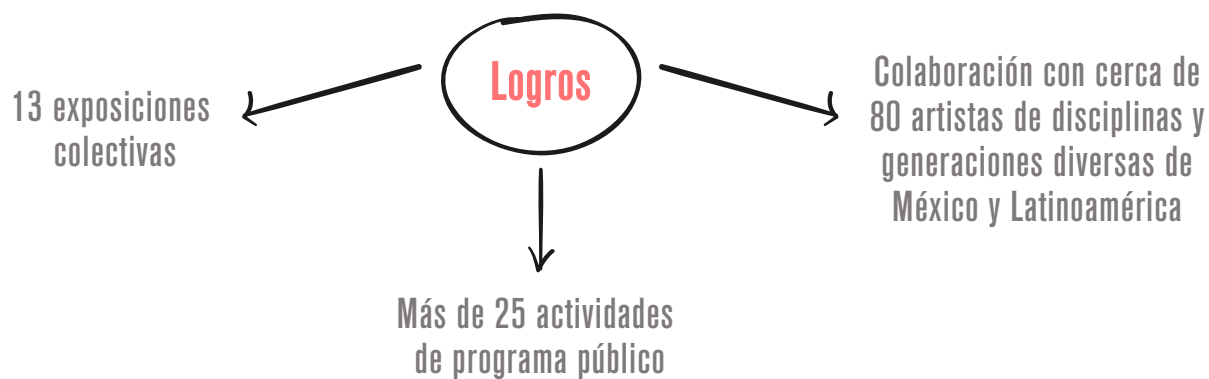 Logros
13 exposiciones
colectivas
Colaboración con cerca de
80 artistas de disciplinas y
generaciones diversas de
México y Latinoamérica
Más de 25 actividades
de programa público